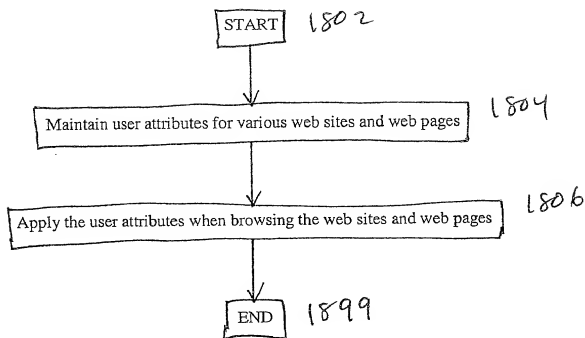 START 1802
Maintain user attributes for various web sites and web pages 1804
Apply the user attributes when browsing the web sites and web pages 1806
END 1899